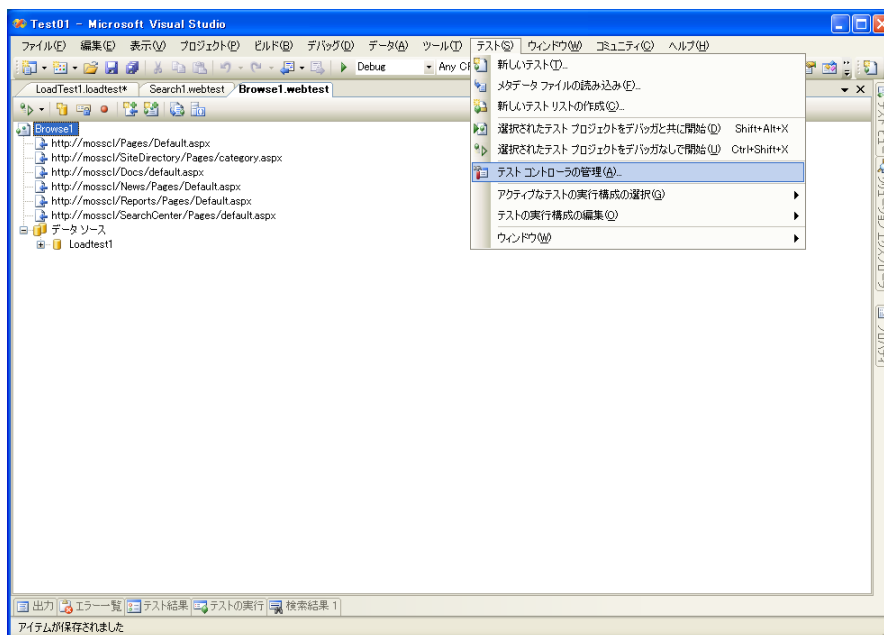 Test01 - Microsoft Visual Studio
ファイル(F) 編集(E) 表示(V) プロジェクト(P) ビルド(B) デバッグ(D) データ(A) ツール(T) テスト(S) ウィンドウ(W) コミュニティ(C) ヘルプ(H)
Debug Any
LoadTest1.loadtest* Search1.webtest Browse1.webtest
Browse1
http://mosscl/Pages/Default.aspx
http://mosscl/SiteDirectory/Pages/category.aspx
http://mosscl/Docs/default.aspx
http://mosscl/News/Pages/Default.aspx
http://mosscl/Reports/Pages/Default.aspx
http://mosscl/SearchCenter/Pages/default.aspx
データ ソース
Loadtest1
新しいテスト(T)...
メタデータ ファイルの読み込み(F)...
新しいテスト リストの作成(C)...
選択されたテスト プロジェクトをデバッガと共に開始(D) Shift+Alt+X
選択されたテスト プロジェクトをデバッガなしで開始(U) Ctrl+Shift+X
テスト コントローラの管理(A)...
アクティブなテストの実行構成の選択(G)
テストの実行構成の編集(O)
ウィンドウ(W)
プロパティ
出力 エラー一覧 テスト結果 テストの実行 検索結果 1
アイテムが保存されました